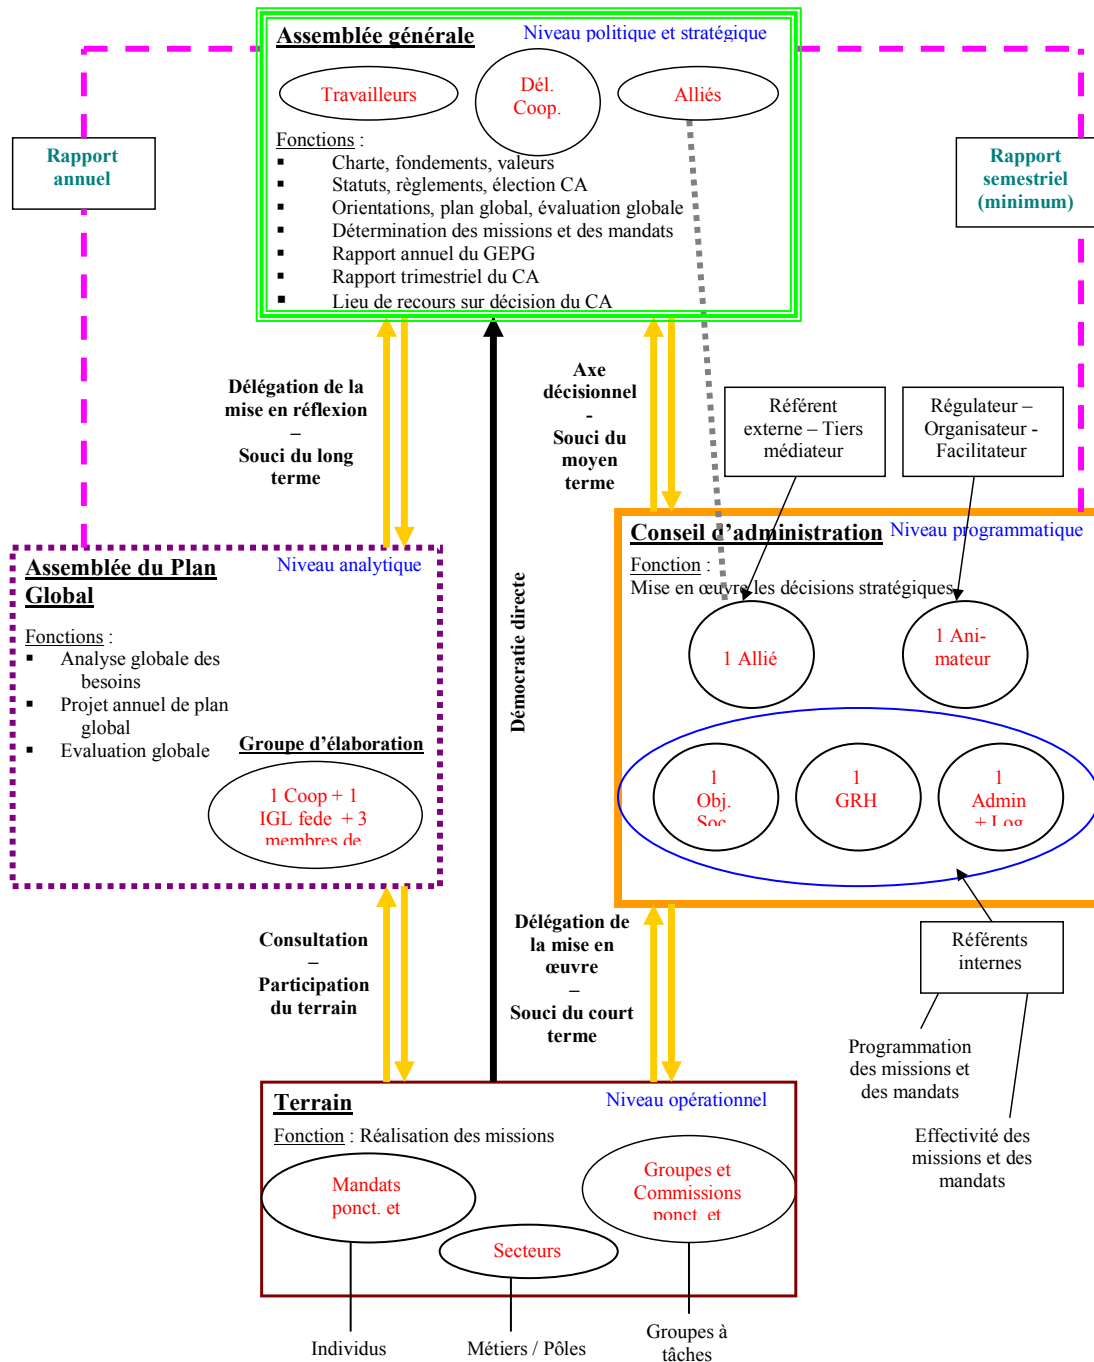 Assemblée générale
Niveau politique et stratégique
Travailleurs
Dél.
Coop.
Alliés
Fonctions :
▪ Charte, fondements, valeurs
▪ Statuts, règlements, élection CA
▪ Orientations, plan global, évaluation globale
▪ Détermination des missions et des mandats
▪ Rapport annuel du GEPG
▪ Rapport trimestriel du CA
▪ Lieu de recours sur décision du CA
Rapport
annuel
Rapport
semestriel
(minimum)
Délégation de la
mise en réflexion
–
Souci du long
terme
Axe
décisionnel
-
Souci du
moyen
terme
Référent
externe – Tiers
médiateur
Régulateur –
Organisateur -
Facilitateur
Démocratie directe
Assemblée du Plan
Global
Niveau analytique
Fonctions :
▪ Analyse globale des
besoins
▪ Projet annuel de plan
global
▪ Evaluation globale
Groupe d’élaboration
1 Coop + 1
IGL fede + 3
membres de
Conseil d’administration
Niveau programmatique
Fonction :
Mise en œuvre les décisions stratégiques
1 Allié
1 Ani-
mateur
1
Obj.
Soc
1
GRH
1
Admin
+ Log
Référents
internes
Programmation
des missions et
des mandats
Effectivité des
missions et des
mandats
Consultation
–
Participation
du terrain
Délégation de
la mise en
œuvre
–
Souci du court
terme
Terrain
Niveau opérationnel
Fonction : Réalisation des missions
Mandats
ponct. et
Secteurs
Groupes et
Commissions
ponct. et
Individus
Métiers / Pôles
Groupes à
tâches